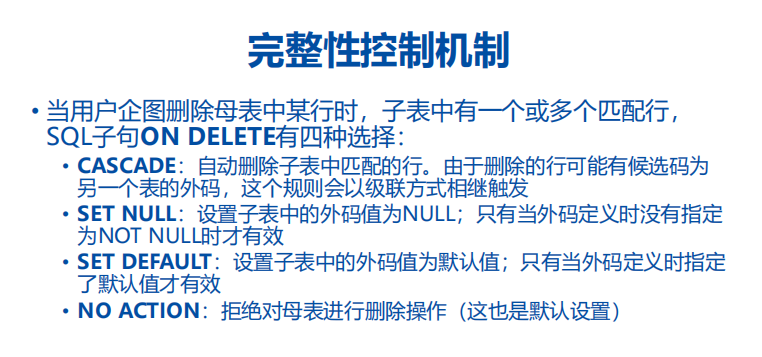 完整性控制机制
• 当用户企图删除母表中某行时，子表中有一个或多个匹配行，
SQL子句ON DELETE有四种选择：
• CASCADE：自动删除子表中匹配的行。由于删除的行可能有候选码为
另一个表的外码，这个规则会以级联方式相继触发
• SET NULL：设置子表中的外码值为NULL；只有当外码定义时没有指定
为NOT NULL时才有效
• SET DEFAULT：设置子表中的外码值为默认值；只有当外码定义时指定
了默认值才有效
• NO ACTION：拒绝对母表进行删除操作（这也是默认设置）